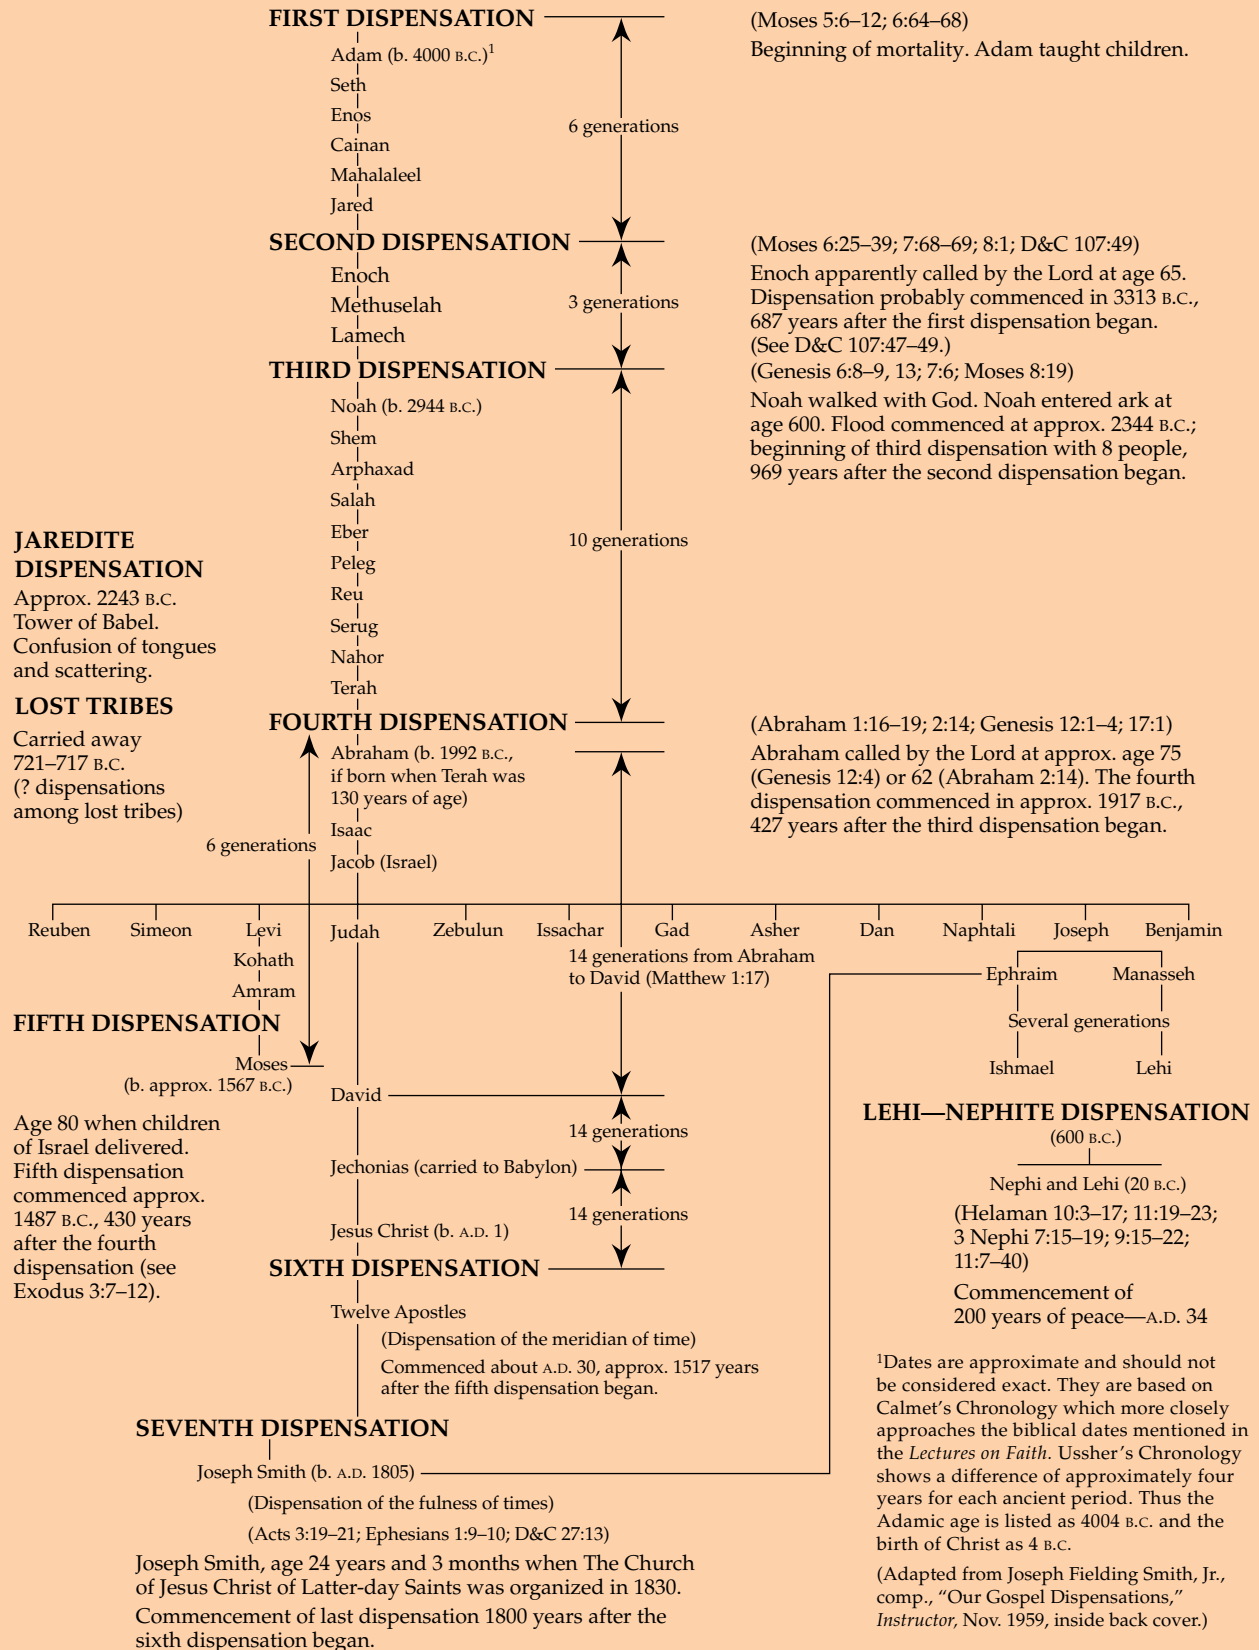 FIRST DISPENSATION
(Moses 5:6–12; 6:64–68)
Adam (b. 4000 B.C.)1
Beginning of mortality. Adam taught children.
Seth
Enos
6 generations
Cainan
Mahalaleel
Jared
SECOND DISPENSATION
(Moses 6:25–39; 7:68–69; 8:1; D&C 107:49)
Enoch
Methuselah
Lamech
3 generations
Enoch apparently called by the Lord at age 65.
Dispensation probably commenced in 3313 B.C.,
687 years after the first dispensation began.
(See D&C 107:47–49.)
THIRD DISPENSATION
(Genesis 6:8–9, 13; 7:6; Moses 8:19)
Noah (b. 2944 B.C.)
Shem
Arphaxad
Salah
Eber
Peleg
Reu
Serug
Nahor
Terah
10 generations
Noah walked with God. Noah entered ark at
age 600. Flood commenced at approx. 2344 B.C.;
beginning of third dispensation with 8 people,
969 years after the second dispensation began.
JAREDITE
DISPENSATION
Approx. 2243 B.C.
Tower of Babel.
Confusion of tongues
and scattering.
LOST TRIBES
Carried away
721–717 B.C.
(? dispensations
among lost tribes)
FOURTH DISPENSATION
(Abraham 1:16–19; 2:14; Genesis 12:1–4; 17:1)
Abraham (b. 1992 B.C.,
if born when Terah was
130 years of age)
Isaac
Jacob (Israel)
6 generations
Abraham called by the Lord at approx. age 75
(Genesis 12:4) or 62 (Abraham 2:14). The fourth
dispensation commenced in approx. 1917 B.C.,
427 years after the third dispensation began.
Reuben Simeon Levi Judah Zebulun Issachar Gad Asher Dan Naphtali Joseph Benjamin
Kohath
Amram
14 generations from Abraham
to David (Matthew 1:17)
Ephraim Manasseh
Several generations
Ishmael Lehi
FIFTH DISPENSATION
Moses
(b. approx. 1567 B.C.)
Age 80 when children
of Israel delivered.
Fifth dispensation
commenced approx.
1487 B.C., 430 years
after the fourth
dispensation (see
Exodus 3:7–12).
David
14 generations
Jechonias (carried to Babylon)
14 generations
Jesus Christ (b. A.D. 1)
LEHI—NEPHITE DISPENSATION
(600 B.C.)
Nephi and Lehi (20 B.C.)
(Helaman 10:3–17; 11:19–23;
3 Nephi 7:15–19; 9:15–22;
11:7–40)
Commencement of
200 years of peace—A.D. 34
SIXTH DISPENSATION
Twelve Apostles
(Dispensation of the meridian of time)
Commenced about A.D. 30, approx. 1517 years
after the fifth dispensation began.
SEVENTH DISPENSATION
Joseph Smith (b. A.D. 1805)
(Dispensation of the fulness of times)
(Acts 3:19–21; Ephesians 1:9–10; D&C 27:13)
Joseph Smith, age 24 years and 3 months when The Church
of Jesus Christ of Latter-day Saints was organized in 1830.
Commencement of last dispensation 1800 years after the
sixth dispensation began.
1Dates are approximate and should not
be considered exact. They are based on
Calmet's Chronology which more closely
approaches the biblical dates mentioned in
the Lectures on Faith. Ussher's Chronology
shows a difference of approximately four
years for each ancient period. Thus the
Adamic age is listed as 4004 B.C. and the
birth of Christ as 4 B.C.
(Adapted from Joseph Fielding Smith, Jr.,
comp., "Our Gospel Dispensations,"
Instructor, Nov. 1959, inside back cover.)